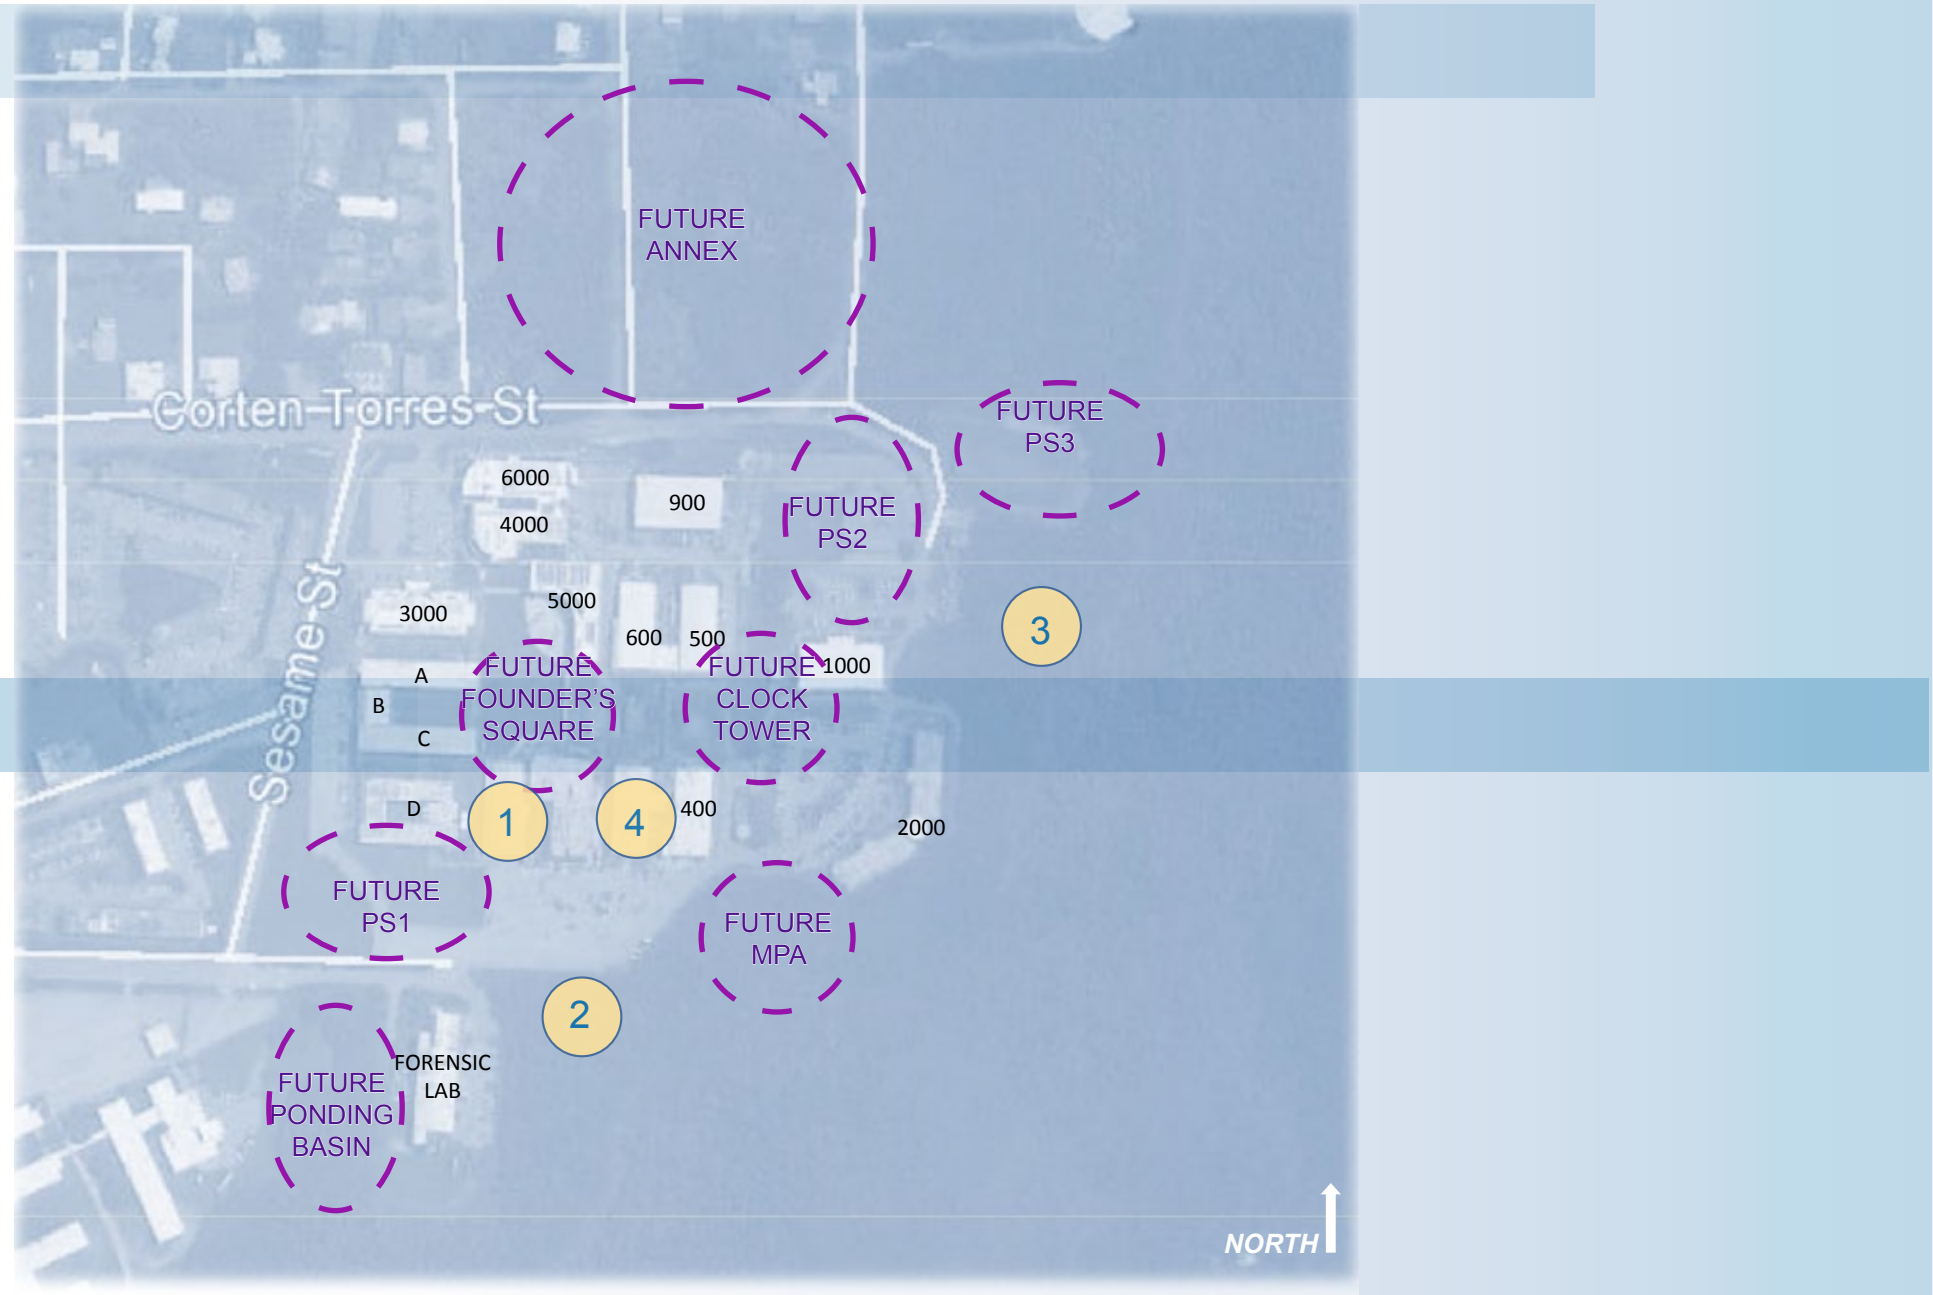 FUTURE
ANNEX
Corten-Torres-St
FUTURE
PS3
6000
900
4000
FUTURE
PS2
Sesame-St
3000
5000
600
500
1000
3
A
B
C
FUTURE
FOUNDER'S
SQUARE
FUTURE
CLOCK
TOWER
D
1
4
400
2000
FUTURE
PS1
FUTURE
MPA
2
FORENSIC
LAB
FUTURE
PONDING
BASIN
NORTH